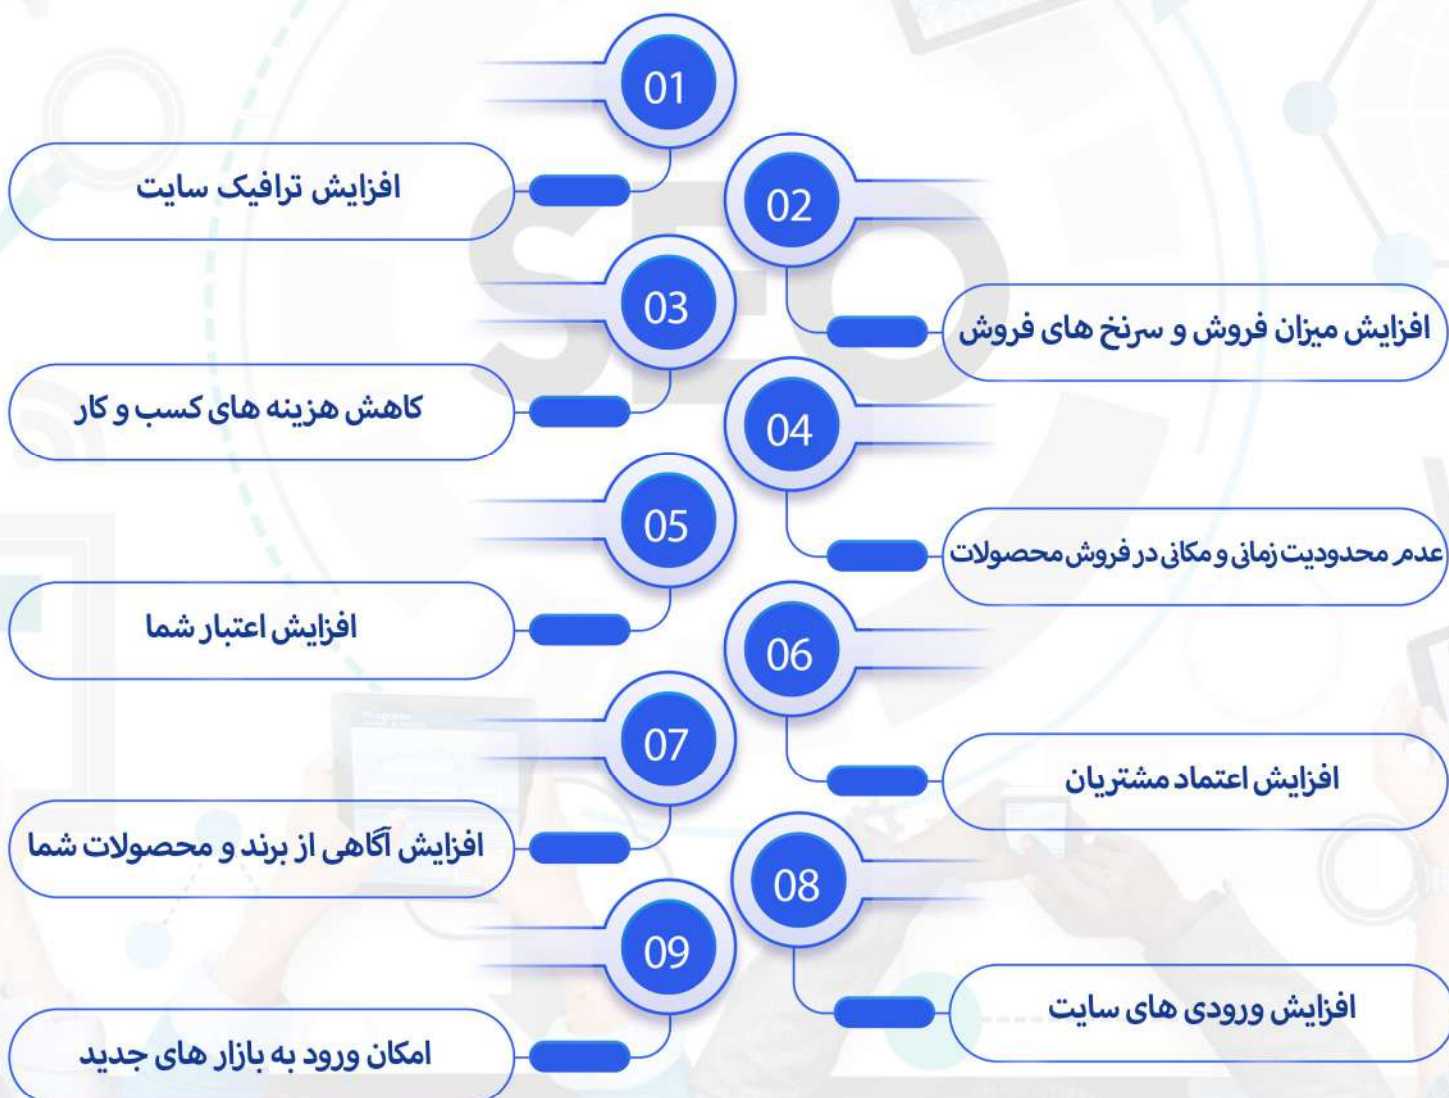 01
افزایش ترافیک سایت
02
افزایش میزان فروش و سرنخ های فروش
03
کاهش هزینه های کسب و کار
04
عدم محدودیت زمانی و مکانی در فروش محصولات
05
افزایش اعتبار شما
06
افزایش اعتماد مشتریان
07
افزایش آگاهی از برند و محصولات شما
08
افزایش ورودی های سایت
09
امکان ورود به بازار های جدید
SEO